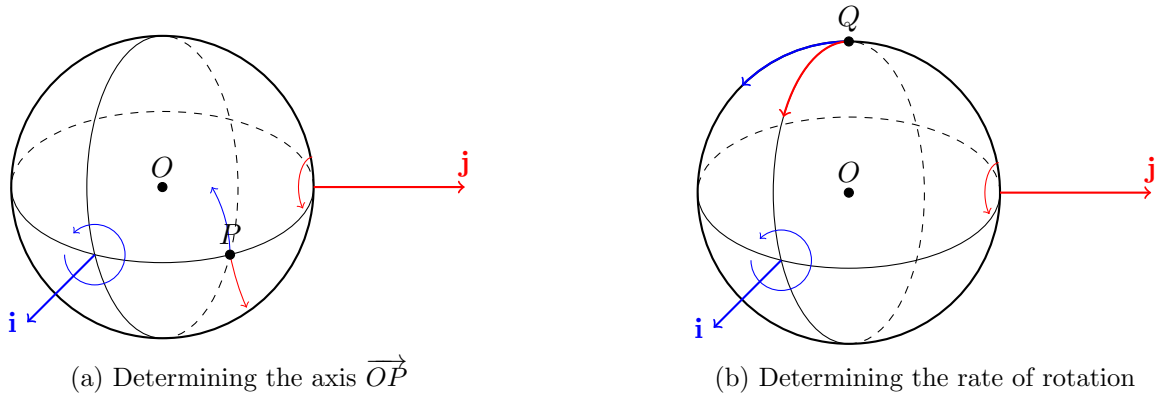 O
P
i
j
(a) Determining the axis $\overrightarrow{OP}$
Q
O
i
j
(b) Determining the rate of rotation